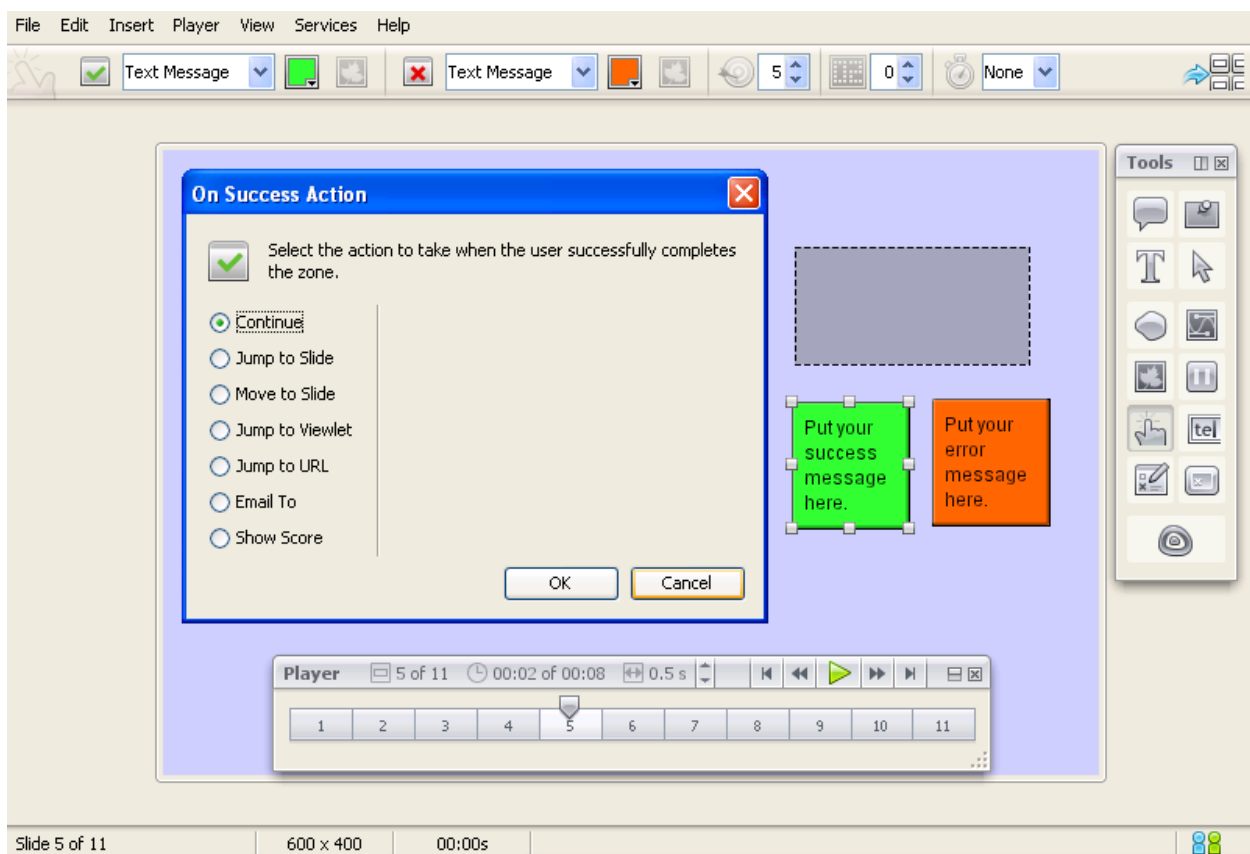 File Edit Insert Player View Services Help
Text Message Text Message 5 0 None
Tools
On Success Action
Select the action to take when the user successfully completes
the zone.
Continue
Jump to Slide
Move to Slide
Jump to Viewlet
Jump to URL
Email To
Show Score
OK Cancel
Put your
success
message
here.
Put your
error
message
here.
T
tel
Player 5 of 11 00:02 of 00:08 0.5 s
1 2 3 4 5 6 7 8 9 10 11
Slide 5 of 11 600 x 400 00:00s